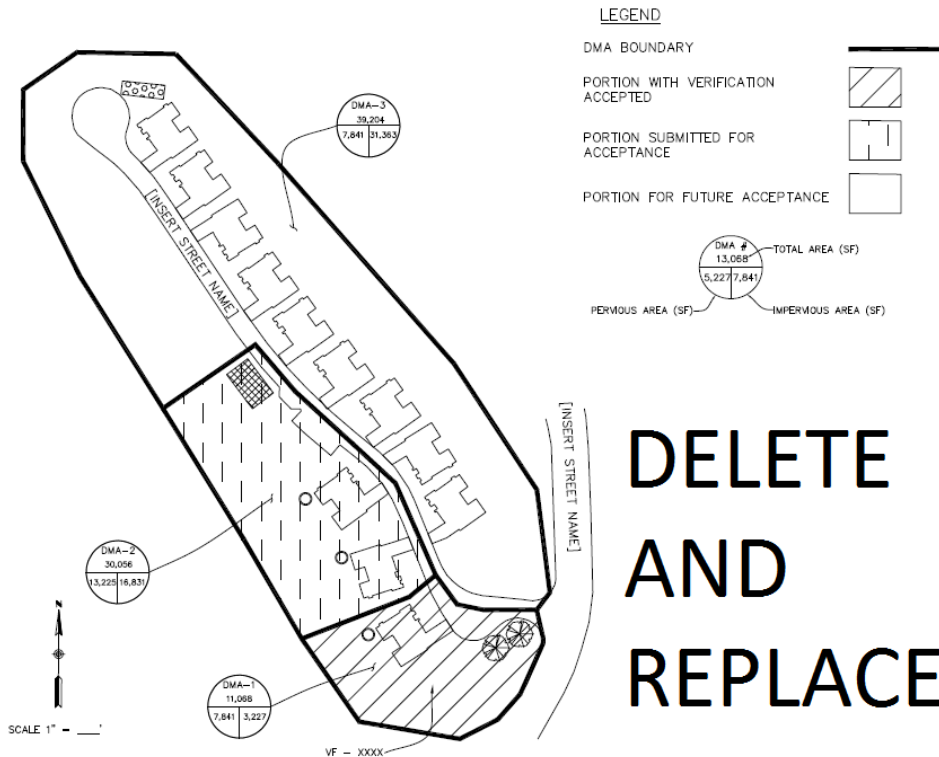 LEGEND
DMA BOUNDARY
PORTION WITH VERIFICATION
ACCEPTED
PORTION SUBMITTED FOR
ACCEPTANCE
PORTION FOR FUTURE ACCEPTANCE
DMA #
13,068
5,227 7,841
TOTAL AREA (SF)
PERVIOUS AREA (SF)
IMPERVIOUS AREA (SF)
DMA-3
39,204
7,841 31,363
[INSERT STREET NAME]
[INSERT STREET NAME]
DMA-2
30,056
13,225 16,831
DMA-1
11,068
7,841 3,227
VF - XXXX
N
SCALE 1" = ___'
DELETE
AND
REPLACE